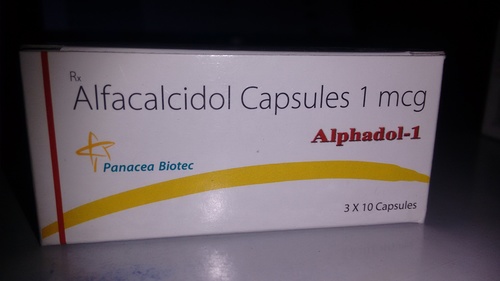 Rx
Alfacalcidol Capsules 1 mcg
Alphadol-1
Panacea Biotec
3 X 10 Capsules